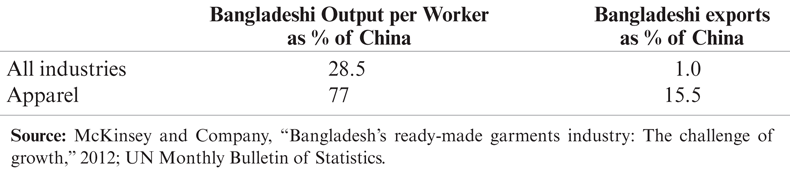 Bangladeshi Output per Worker Bangladeshi exports
as % of China as % of China
All industries 28.5 1.0
Apparel 77 15.5
Source: McKinsey and Company, “Bangladesh’s ready-made garments industry: The challenge of
growth,” 2012; UN Monthly Bulletin of Statistics.